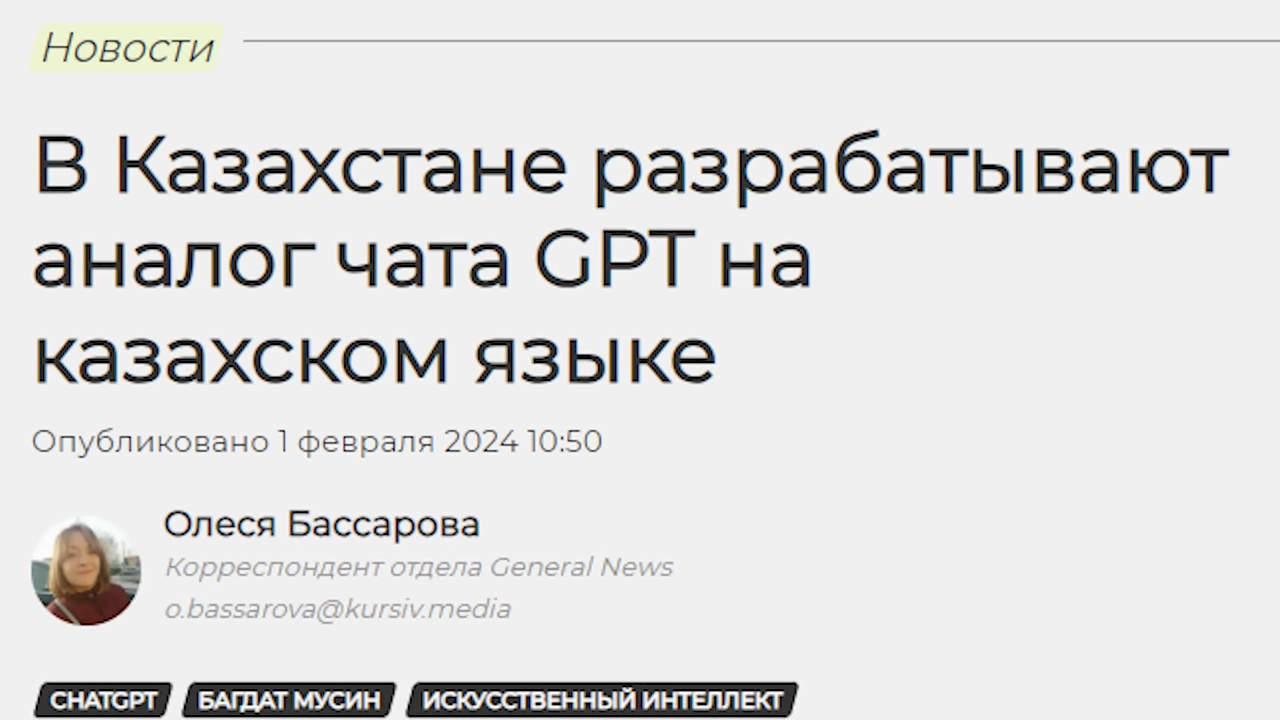 Новости
В Казахстане разрабатывают
аналог чата GPT на
казахском языке
Опубликовано 1 февраля 2024 10:50
Олеся Бассарова
Корреспондент отдела General News
o.bassarova@kursiv.media
CHATGPT БАГДАТ МУСИН ИСКУССТВЕННЫЙ ИНТЕЛЛЕКТ